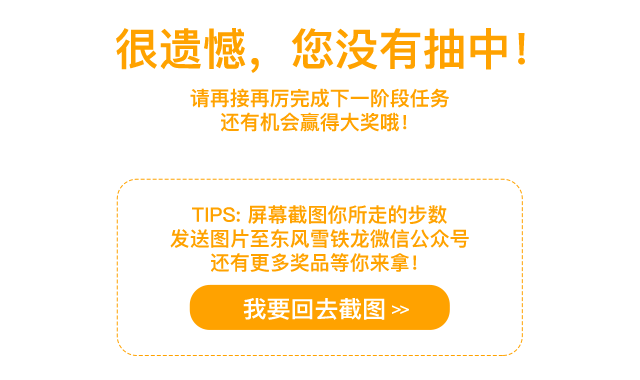 很遗憾，您没有抽中！
请再接再厉完成下一阶段任务
还有机会赢得大奖哦！
TIPS: 屏幕截图你所走的步数
发送图片至东风雪铁龙微信公众号
还有更多奖品等你来拿！
我要回去截图 >>